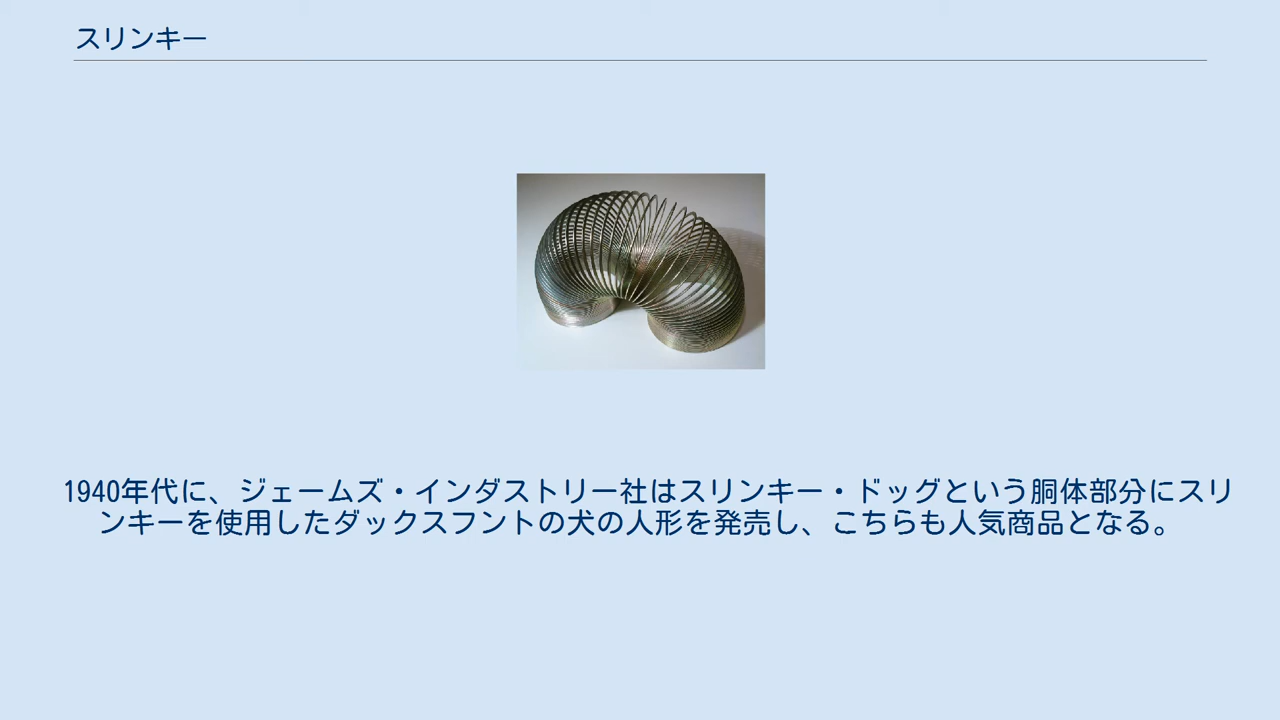 スリンキー
1940年代に、ジェームズ・インダストリー社はスリンキー・ドッグという胴体部分にスリ
ンキーを使用したダックスフントの犬の人形を発売し、こちらも人気商品となる。